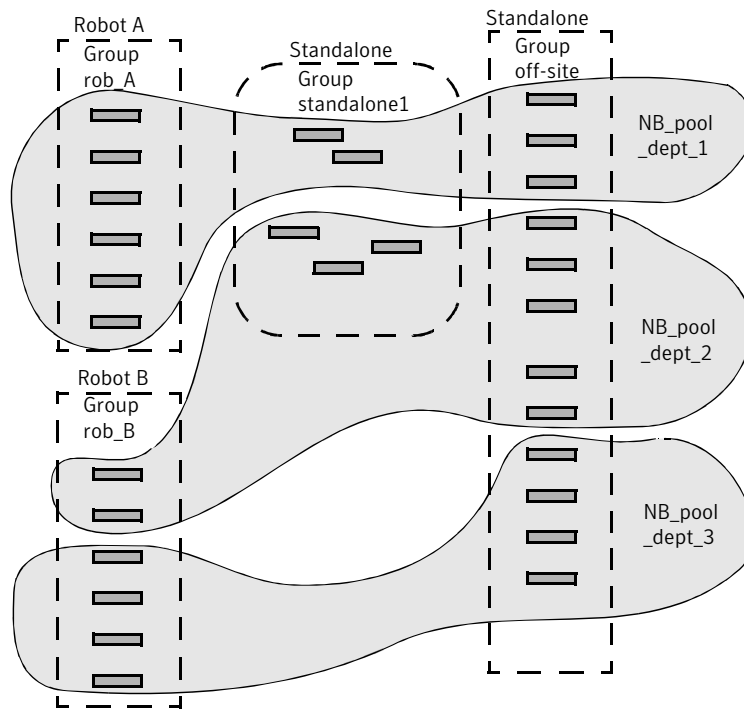 Robot A
Group
rob_A
Standalone
Group
standalone1
Standalone
Group
off-site
NB_pool
_dept_1
NB_pool
_dept_2
Robot B
Group
rob_B
NB_pool
_dept_3